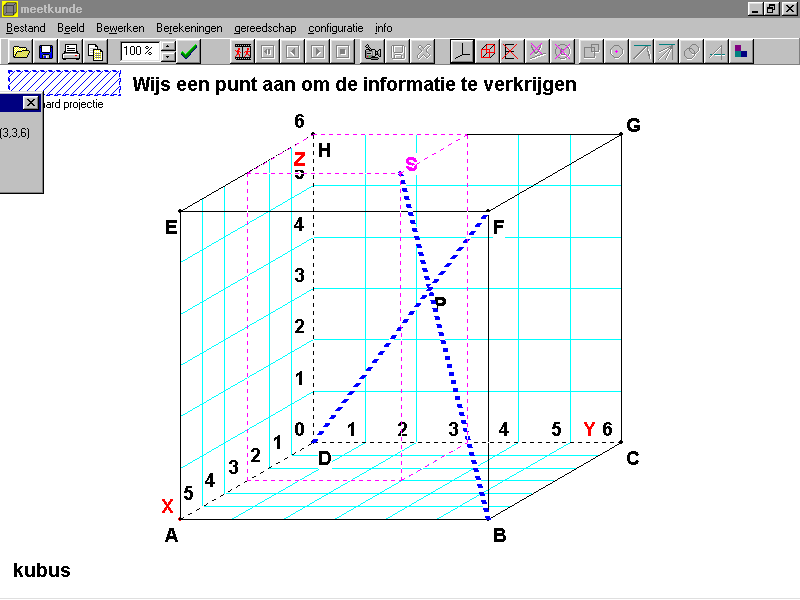 meetkunde
Bestand Beeld Bewerken Berekeningen gereedschap configuratie info
100 %
Wijs een punt aan om de informatie te verkrijgen
aard projectie
(3,3,6)
6
G
H
Z
S
5
E
4
F
3
P
2
1
0 1 2 3 4 5 Y 6
1
D
2
C
3
4
5
X
A
B
kubus